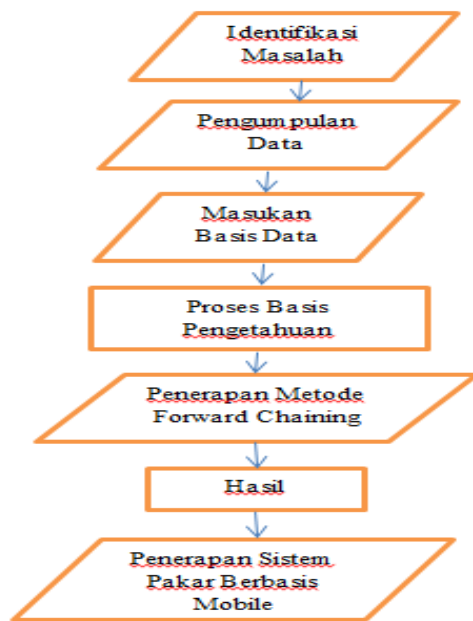 Identifikasi
Masalah
Pengumpulan
Data
Masukan
Basis Data
Proses Basis
Pengetahuan
Penerapan Metode
Forward Chaining
Hasil
Penerapan Sistem
Pakar Berbasis
Mobile